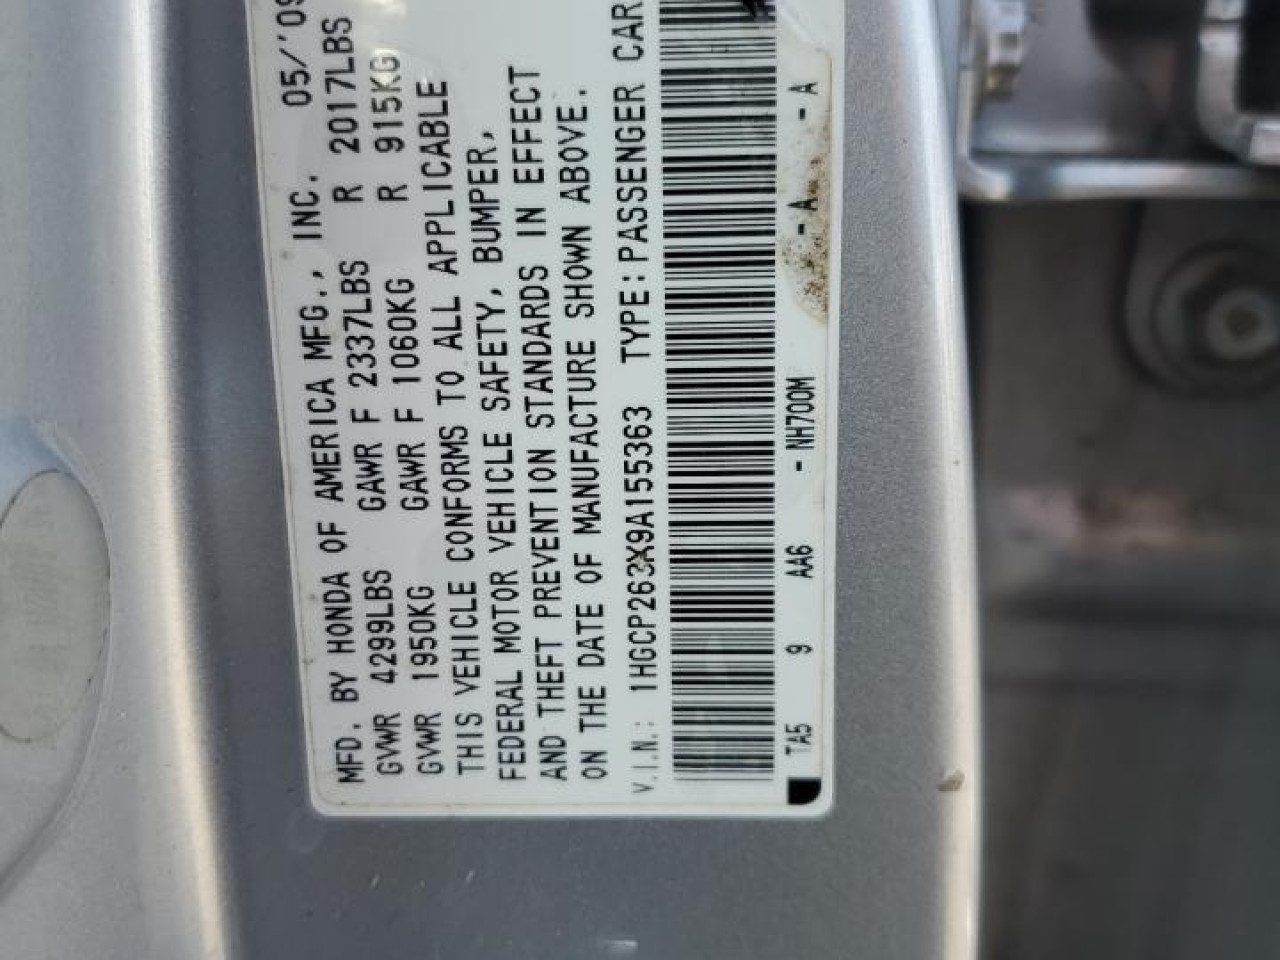 MFD. BY HONDA OF AMERICA MFG., INC. 05/'09
GVWR 4299LBS GAWR F 2337LBS R 2017LBS
GVWR 1950KG GAWR F 1060KG R 915KG
THIS VEHICLE CONFORMS TO ALL APPLICABLE
FEDERAL MOTOR VEHICLE SAFETY, BUMPER,
AND THEFT PREVENTION STANDARDS IN EFFECT
ON THE DATE OF MANUFACTURE SHOWN ABOVE.
V.I.N.: 1HGCP263X9A155363 TYPE:PASSENGER CAR
TA5 9 AA6 - NH700M - A - A